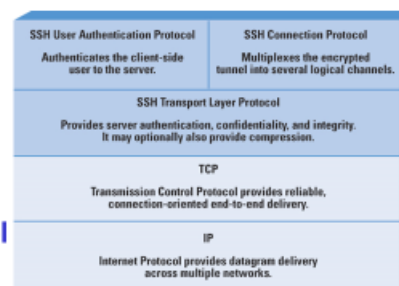 SSH User Authentication Protocol
Authenticates the client-side
user to the server.
SSH Connection Protocol
Multiplexes the encrypted
tunnel into several logical channels.
SSH Transport Layer Protocol
Provides server authentication, confidentiality, and integrity.
It may optionally also provide compression.
TCP
Transmission Control Protocol provides reliable,
connection-oriented end-to-end delivery.
IP
Internet Protocol provides datagram delivery
across multiple networks.